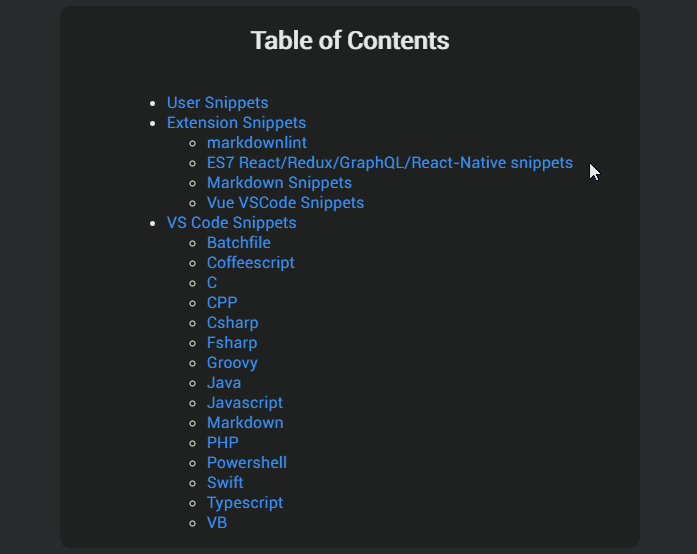 Table of Contents
User Snippets
Extension Snippets
markdownlint
ES7 React/Redux/GraphQL/React-Native snippets
Markdown Snippets
Vue VSCode Snippets
VS Code Snippets
Batchfile
Coffeescript
C
CPP
Csharp
Fsharp
Groovy
Java
Javascript
Markdown
PHP
Powershell
Swift
Typescript
VB